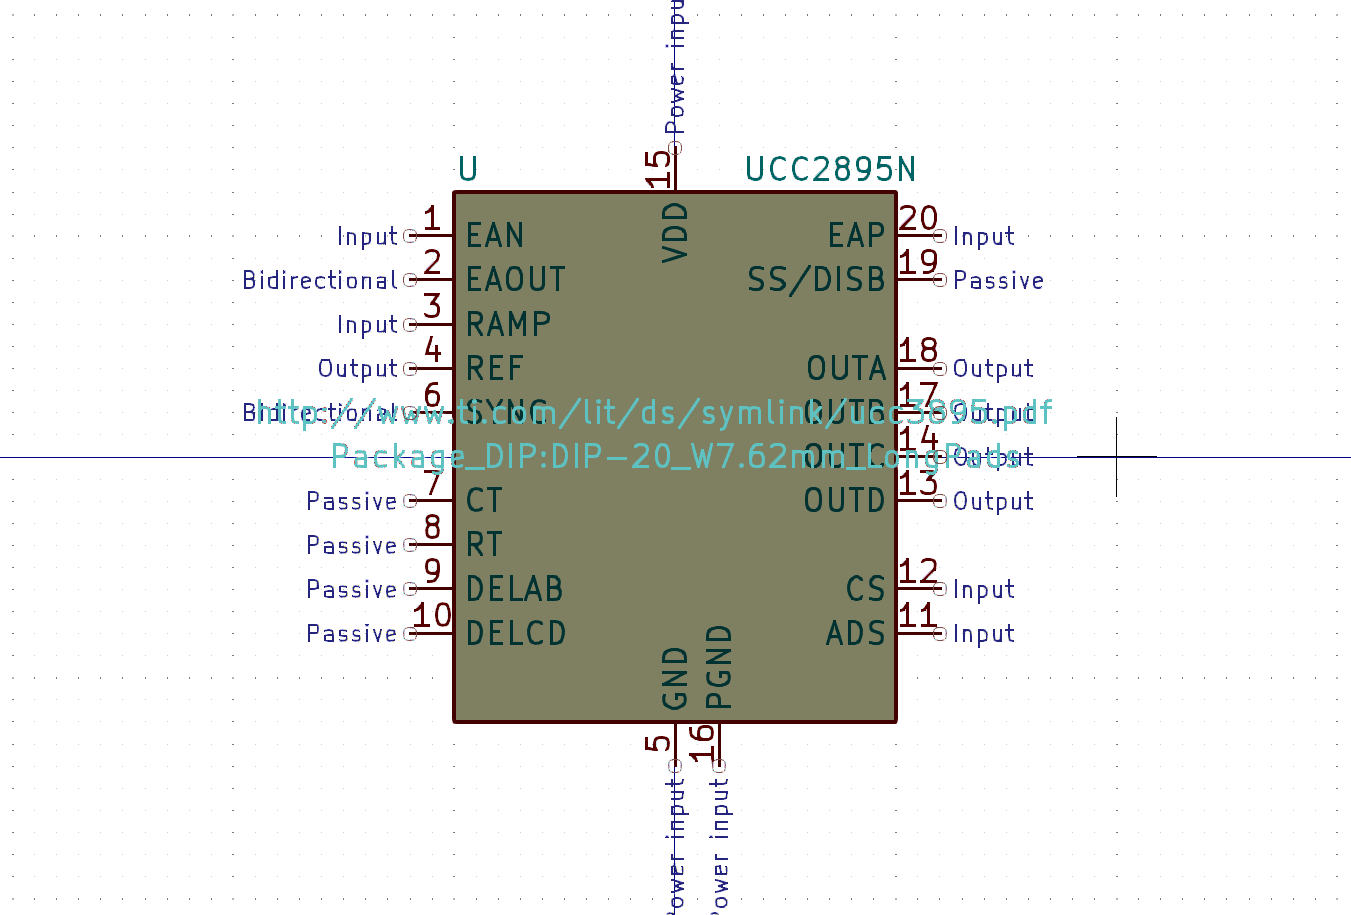 Power input
15
U UCC2895N
VDD
1 EAN Input
EAP 20 Input
2 EAOUT Bidirectional
SS/DISB 19 Passive
3 RAMP Input
4 REF Output
OUTA 18 Output
6 SYNC Bidirectional
OUTB 17 Output
http://www.ti.com/lit/ds/symlink/ucc3895.pdf
OUTC 14 Output
Package_DIP:DIP-20_W7.62mm_LongPads
7 CT Passive
OUTD 13 Output
8 RT Passive
9 DELAB Passive
CS 12 Input
10 DELCD Passive
ADS 11 Input
GND PGND
5 16
Power input
Power input